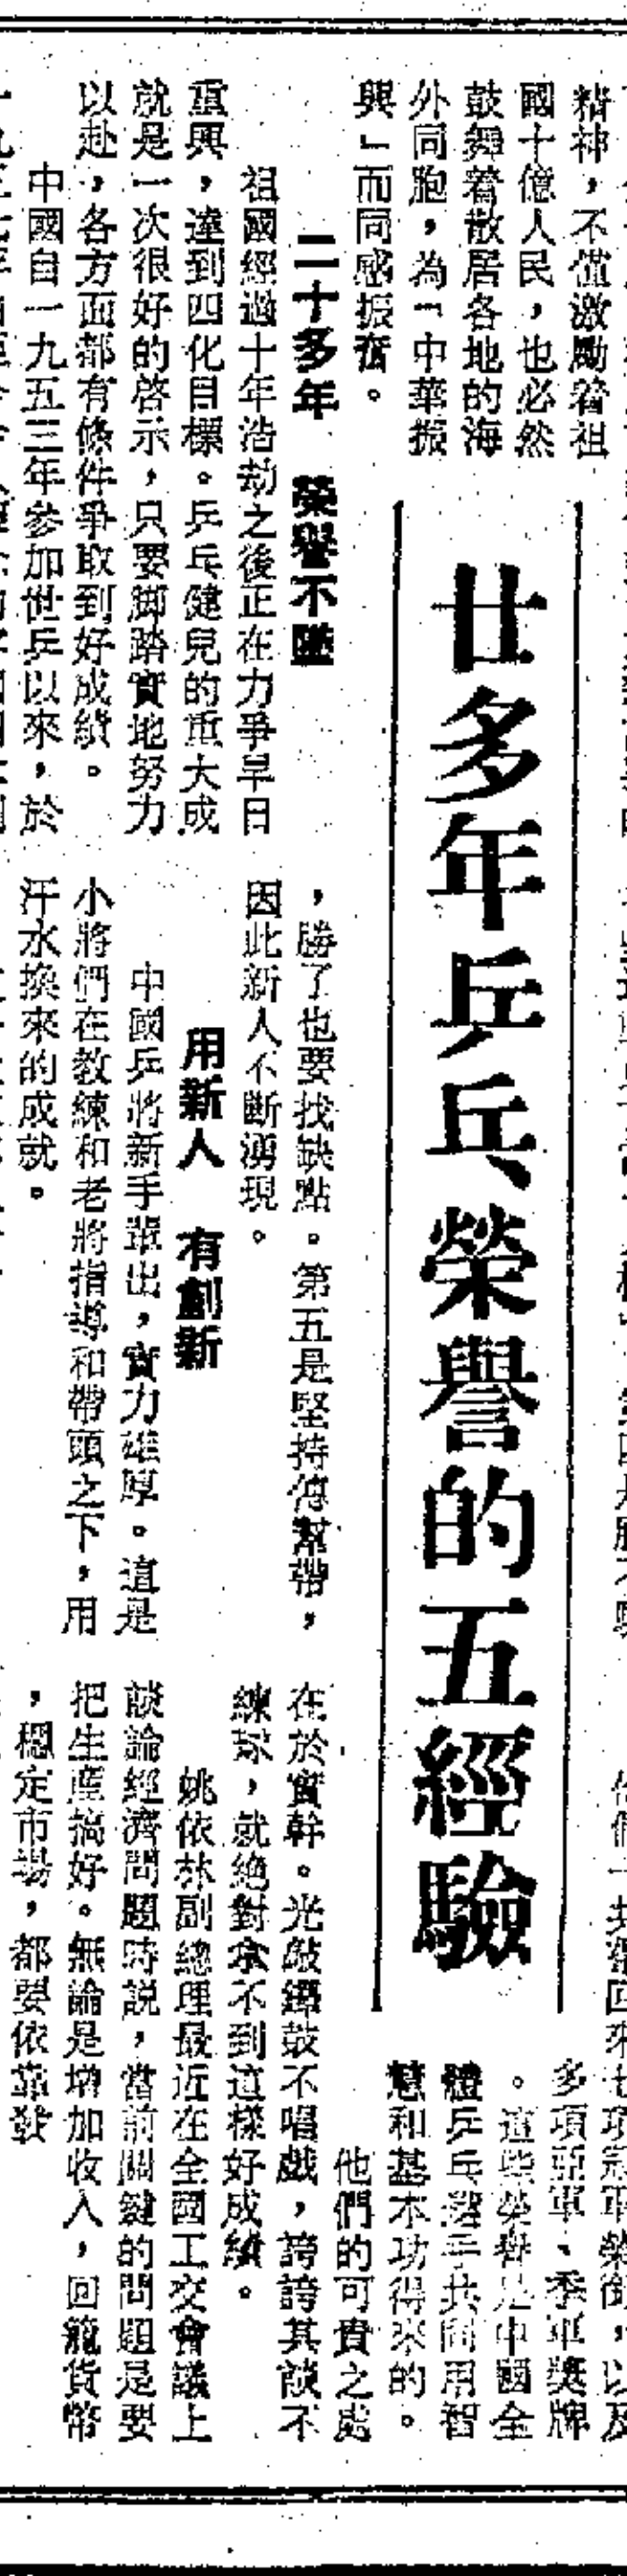 廿多年乒乓榮譽的五經驗
精神，不僅激勵着祖
國十億人民，也必然
鼓舞着散居各地的海
外同胞，為「中華振
興」而同感振奮。
二十多年　榮譽不墜
祖國經過十年浩劫之後正在力爭早日
重興，達到四化目標。乒乓健兒的重大成
就是一次很好的啓示，只要脚踏實地努力
以赴，各方面都有條件爭取到好成績。
中國自一九五三年參加世乒以來，於
，勝了也要找缺點。第五是堅持傳幫帶，
因此新人不斷湧現。
用新人　有創新
中國乒將新手輩出，實力雄厚。這是
小將們在教練和老將指導和帶頭之下，用
汗水換來的成就。
多項亞軍、季軍獎牌
。這些榮譽是中國全
體乒乓選手共同用智
慧和基本功得來的。
他們的可貴之處
在於實幹。光敲鑼鼓不唱戲，誇誇其談不
練球，就絕對拿不到這樣好成績。
姚依林副總理最近在全國工交會議上
談論經濟問題時説，當前關鍵的問題是要
把生產搞好。無論是增加收入，回籠貨幣
，穩定市場，都要依靠發